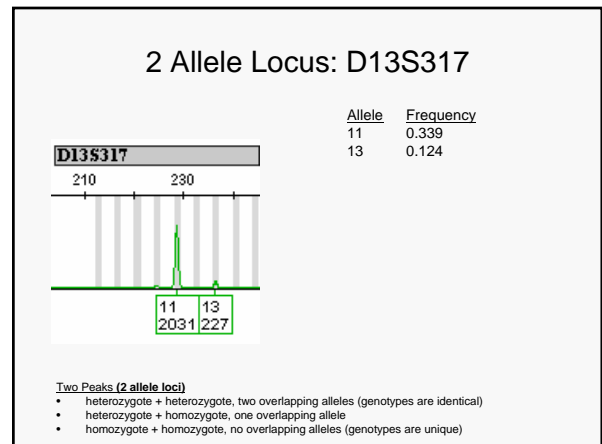 2 Allele Locus: D13S317
Allele Frequency
11 0.339
13 0.124
D13S317
210 230
11 13
2031 227
Two Peaks (2 allele loci)
• heterozygote + heterozygote, two overlapping alleles (genotypes are identical)
• heterozygote + homozygote, one overlapping allele
• homozygote + homozygote, no overlapping alleles (genotypes are unique)